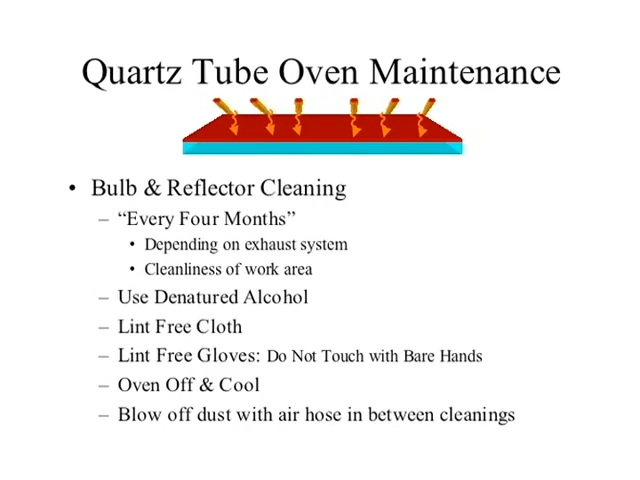 Quartz Tube Oven Maintenance
• Bulb & Reflector Cleaning
– “Every Four Months”
• Depending on exhaust system
• Cleanliness of work area
– Use Denatured Alcohol
– Lint Free Cloth
– Lint Free Gloves: Do Not Touch with Bare Hands
– Oven Off & Cool
– Blow off dust with air hose in between cleanings